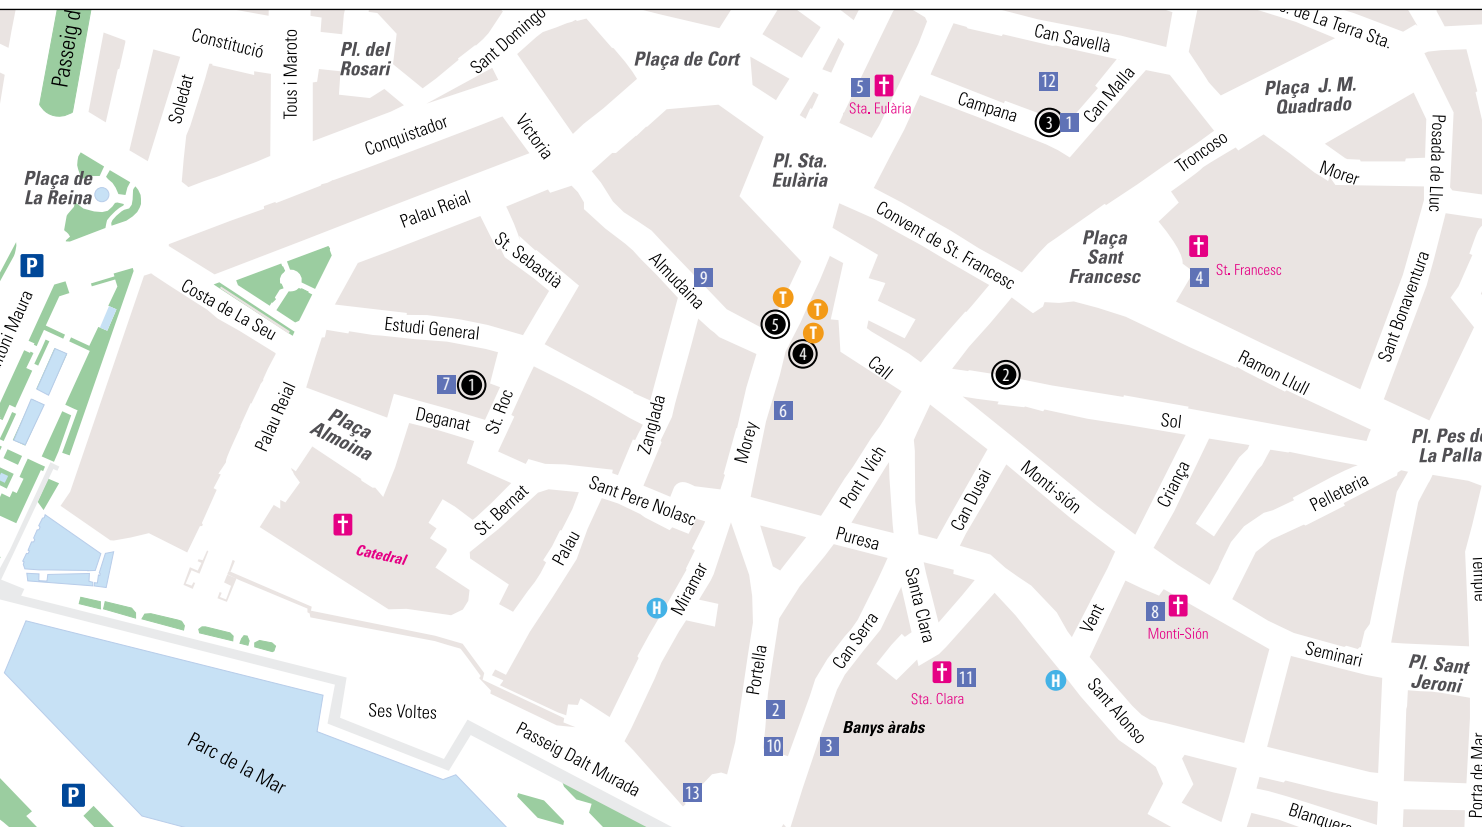 Passeig d
Constitució
Soledat
Tous i Maroto
Pl. del
Rosari
Sant Domingo
Plaça de Cort
Can Savellà
de La Terra Sta.
12
5
Sta. Eulària
Campana
3
1
Can Malla
Plaça J. M.
Quadrado
Conquistador
Victoria
Posada de Lluc
Troncoso
Morer
Pl. Sta.
Eulària
Plaça de
La Reina
Palau Reial
Convent de St. Francesc
Plaça
Sant
Francesc
St. Francesc
4
P
St. Sebastià
Almudaina
9
T
T
T
5
4
Costa de La Seu
Estudi General
Sant Bonaventura
toni Maura
Ramon Llull
Call
2
7
1
Palau Reial
Plaça
Almoina
Deganat
St. Roc
Zanglada
Morey
6
Sol
Pl. Pes de
La Palla
Pont I Vich
Can Dusai
Monti-sión
Criança
Pelleteria
Sant Pere Nolasc
St. Bernat
Catedral
Palau
Puresa
Miramar
H
Santa Clara
Can Serra
Vent
8
Monti-Sión
Temple
Seminari
Pl. Sant
Jeroni
Portella
Sta. Clara
11
H
Sant Alonso
Ses Voltes
2
10
3
Banys àrabs
Passeig Dalt Murada
Parc de la Mar
13
P
Porta de Mar
Blanquer